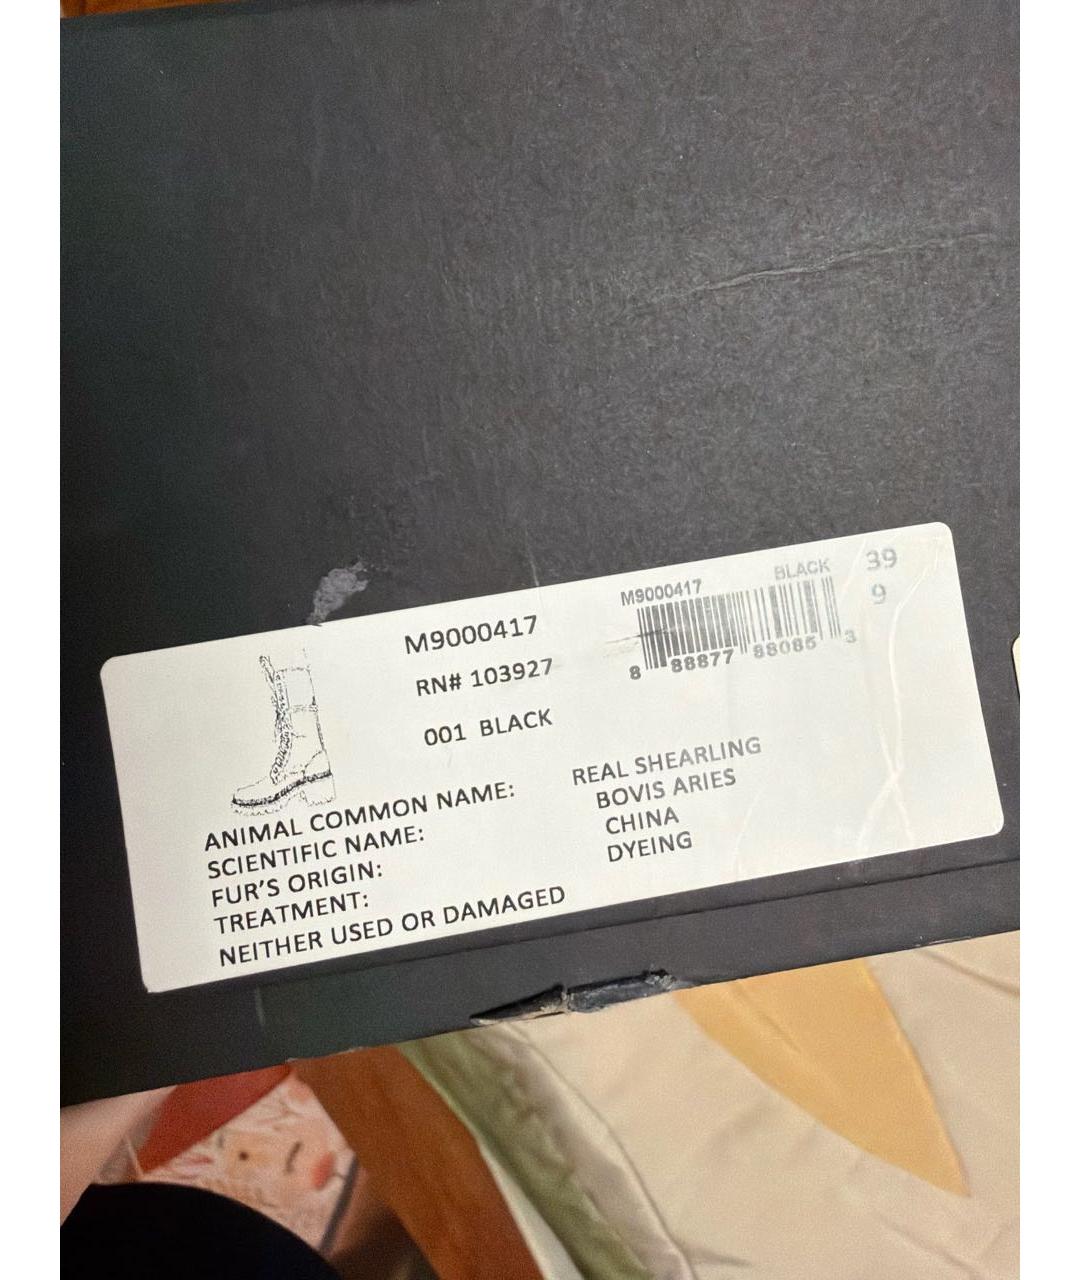 M9000417
RN# 103927
001 BLACK
M9000417 BLACK
8 88877 88085 3
39
9
ANIMAL COMMON NAME: REAL SHEARLING
SCIENTIFIC NAME: BOVIS ARIES
FUR'S ORIGIN: CHINA
TREATMENT: DYEING
NEITHER USED OR DAMAGED